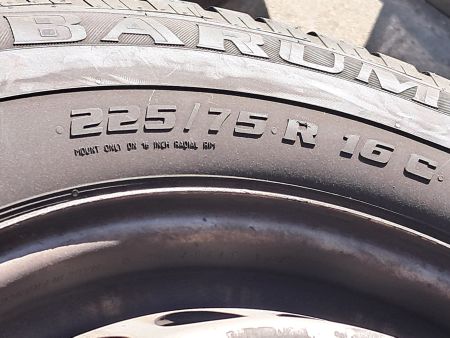 BARUM
225/75 R 16 C
MOUNT ONLY ON 16 INCH RADIAL RIM